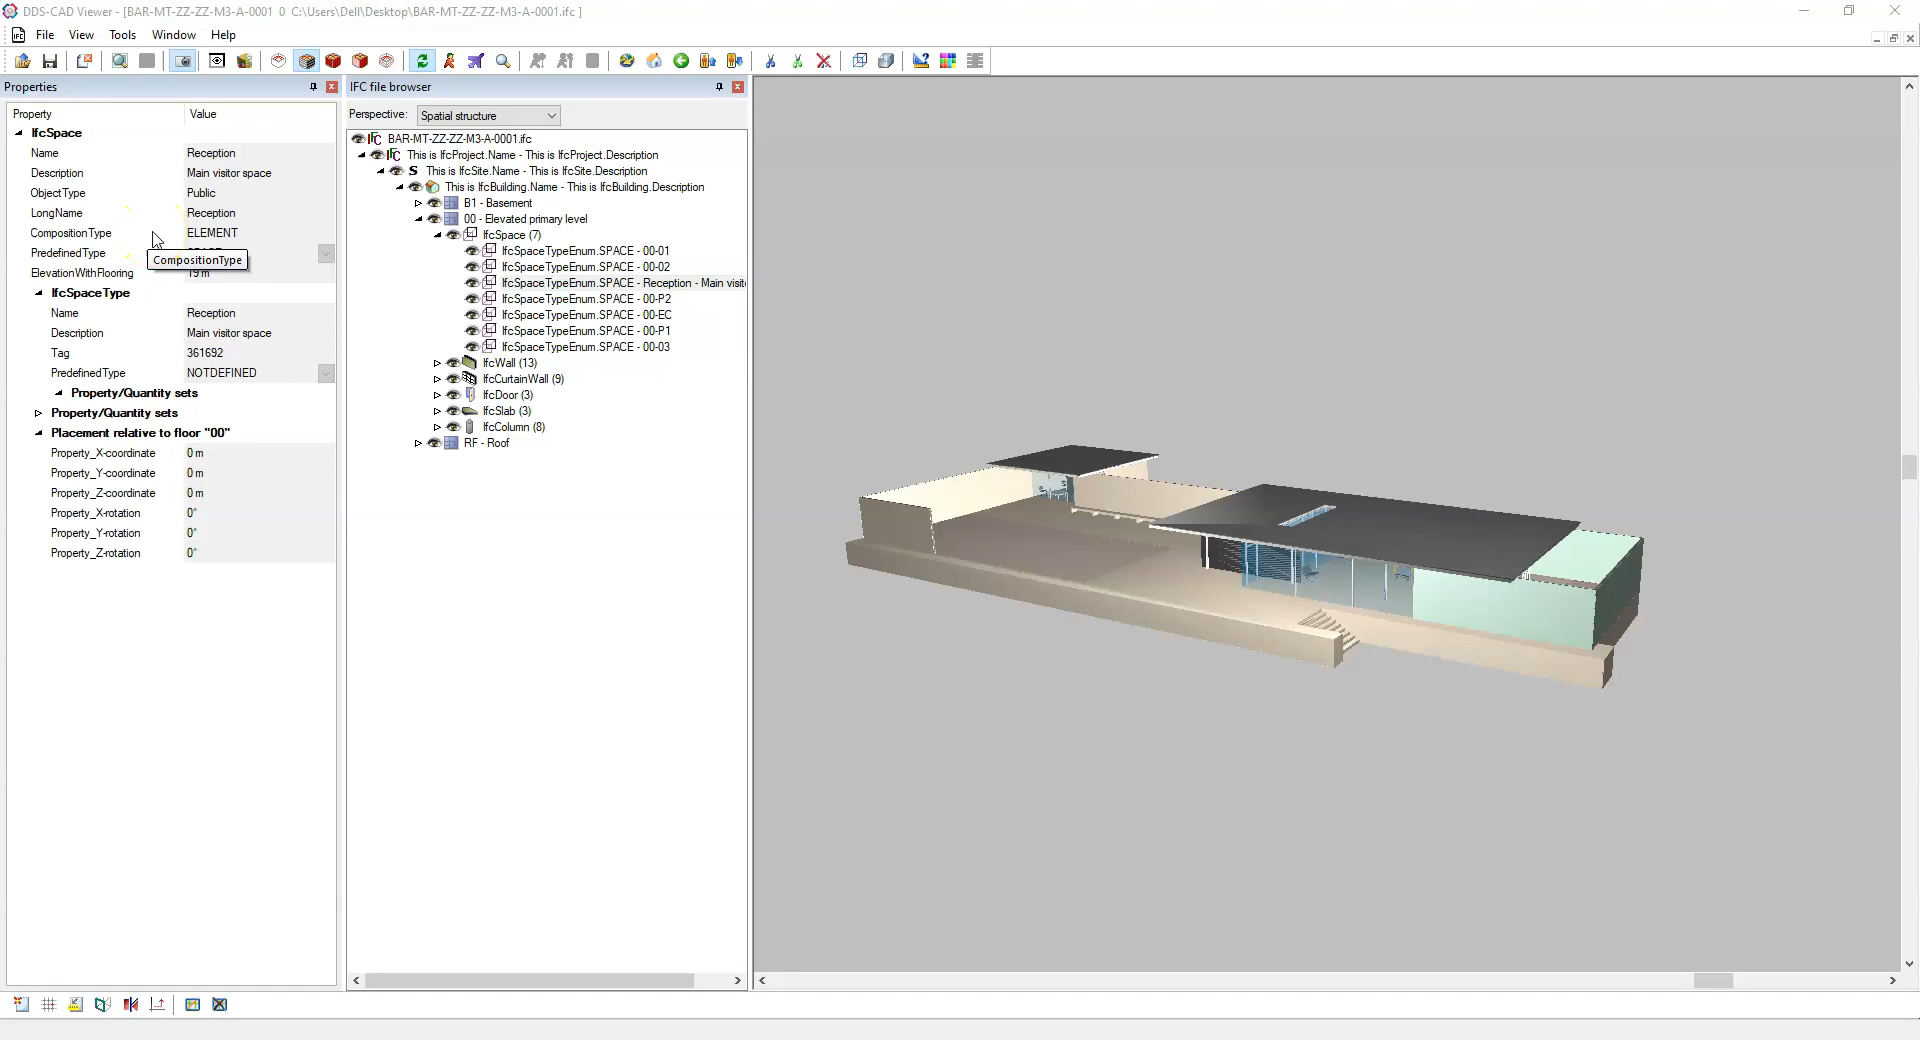 DDS-CAD Viewer - [BAR-MT-ZZ-ZZ-M3-A-0001  0  C:\Users\Dell\Desktop\BAR-MT-ZZ-ZZ-M3-A-0001.ifc ]
File View Tools Window Help
Properties
Property Value
IfcSpace
Name Reception
Description Main visitor space
ObjectType Public
LongName Reception
CompositionType ELEMENT
PredefinedType
CompositionType
ElevationWithFlooring 19 m
IfcSpaceType
Name Reception
Description Main visitor space
Tag 361692
PredefinedType NOTDEFINED
Property/Quantity sets
Property/Quantity sets
Placement relative to floor "00"
Property_X-coordinate 0 m
Property_Y-coordinate 0 m
Property_Z-coordinate 0 m
Property_X-rotation 0°
Property_Y-rotation 0°
Property_Z-rotation 0°
IFC file browser
Perspective: Spatial structure
BAR-MT-ZZ-ZZ-M3-A-0001.ifc
This is IfcProject.Name - This is IfcProject.Description
S This is IfcSite.Name - This is IfcSite.Description
This is IfcBuilding.Name - This is IfcBuilding.Description
B1 - Basement
00 - Elevated primary level
IfcSpace (7)
IfcSpaceTypeEnum.SPACE - 00-01
IfcSpaceTypeEnum.SPACE - 00-02
IfcSpaceTypeEnum.SPACE - Reception - Main visit
IfcSpaceTypeEnum.SPACE - 00-P2
IfcSpaceTypeEnum.SPACE - 00-EC
IfcSpaceTypeEnum.SPACE - 00-P1
IfcSpaceTypeEnum.SPACE - 00-03
IfcWall (13)
IfcCurtainWall (9)
IfcDoor (3)
IfcSlab (3)
IfcColumn (8)
RF - Roof